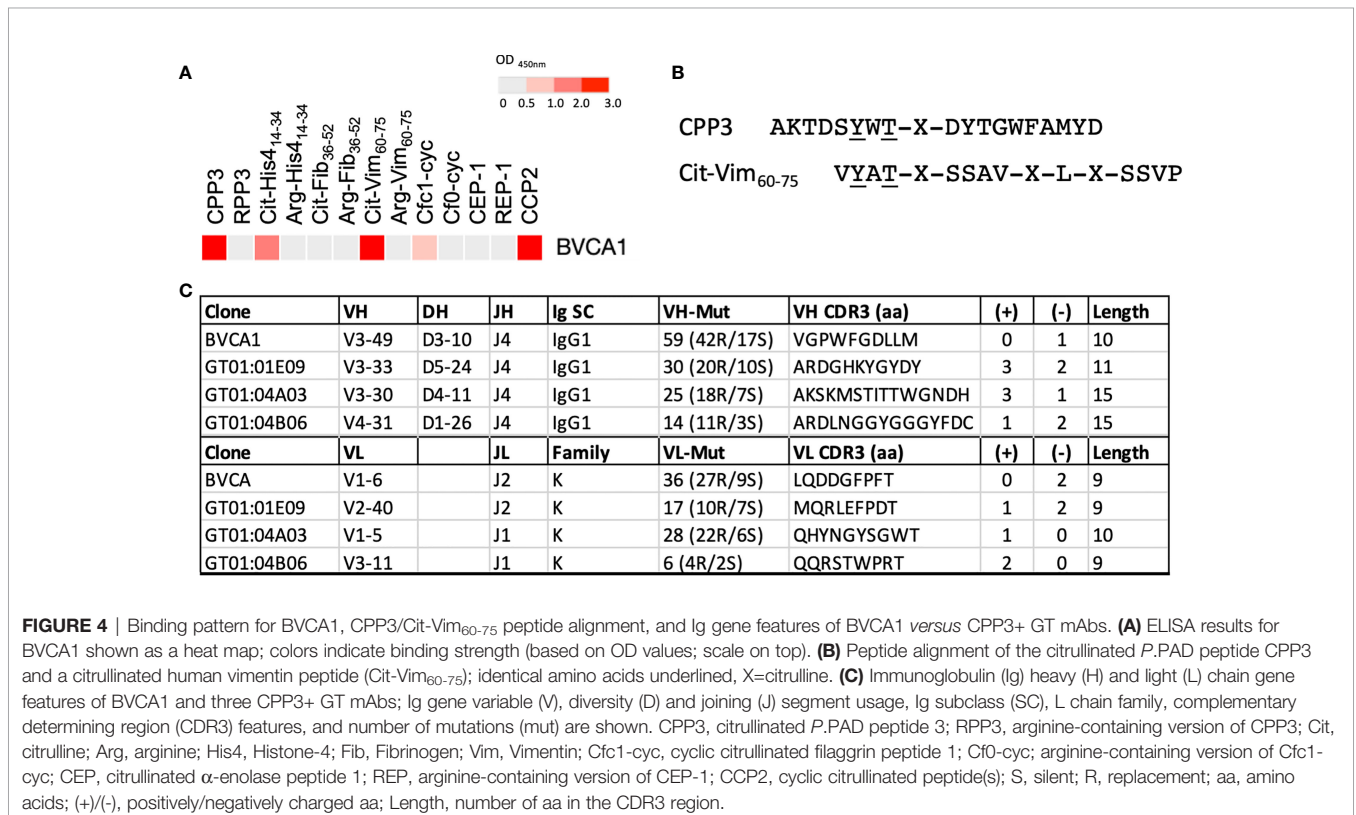 A
OD 450nm
0 0.5 1.0 2.0 3.0
CPP3
RPP3
Cit-His4 14-34
Arg-His4 14-34
Cit-Fib 36-52
Arg-Fib 36-52
Cit-Vim 60-75
Arg-Vim 60-75
Cfc1-cyc
Cf0-cyc
CEP-1
REP-1
CCP2
BVCA1
B
CPP3 AKTDSYWT-X-DYTGWFAMYD
Cit-Vim60-75 VYAT-X-SSAV-X-L-X-SSVP
C
Clone VH DH JH Ig SC VH-Mut VH CDR3 (aa) (+) (-) Length
BVCA1 V3-49 D3-10 J4 IgG1 59 (42R/17S) VGPWFGDLLM 0 1 10
GT01:01E09 V3-33 D5-24 J4 IgG1 30 (20R/10S) ARDGHKYGYDY 3 2 11
GT01:04A03 V3-30 D4-11 J4 IgG1 25 (18R/7S) AKSKMSTITTWGNDH 3 1 15
GT01:04B06 V4-31 D1-26 J4 IgG1 14 (11R/3S) ARDLNGGYGGGYFDC 1 2 15
Clone VL JL Family VL-Mut VL CDR3 (aa) (+) (-) Length
BVCA V1-6 J2 K 36 (27R/9S) LQDDGFPFT 0 2 9
GT01:01E09 V2-40 J2 K 17 (10R/7S) MQRLEFPDT 1 2 9
GT01:04A03 V1-5 J1 K 28 (22R/6S) QHYNGYSGWT 1 0 10
GT01:04B06 V3-11 J1 K 6 (4R/2S) QQRSTWPRT 2 0 9
FIGURE 4 | Binding pattern for BVCA1, CPP3/Cit-Vim60-75 peptide alignment, and Ig gene features of BVCA1 versus CPP3+ GT mAbs. (A) ELISA results for
BVCA1 shown as a heat map; colors indicate binding strength (based on OD values; scale on top). (B) Peptide alignment of the citrullinated P.PAD peptide CPP3
and a citrullinated human vimentin peptide (Cit-Vim60-75); identical amino acids underlined, X=citrulline. (C) Immunoglobulin (Ig) heavy (H) and light (L) chain gene
features of BVCA1 and three CPP3+ GT mAbs; Ig gene variable (V), diversity (D) and joining (J) segment usage, Ig subclass (SC), L chain family, complementary
determining region (CDR3) features, and number of mutations (mut) are shown. CPP3, citrullinated P.PAD peptide 3; RPP3, arginine-containing version of CPP3; Cit,
citrulline; Arg, arginine; His4, Histone-4; Fib, Fibrinogen; Vim, Vimentin; Cfc1-cyc, cyclic citrullinated filaggrin peptide 1; Cf0-cyc; arginine-containing version of Cfc1-
cyc; CEP, citrullinated α-enolase peptide 1; REP, arginine-containing version of CEP-1; CCP2, cyclic citrullinated peptide(s); S, silent; R, replacement; aa, amino
acids; (+)/(-), positively/negatively charged aa; Length, number of aa in the CDR3 region.